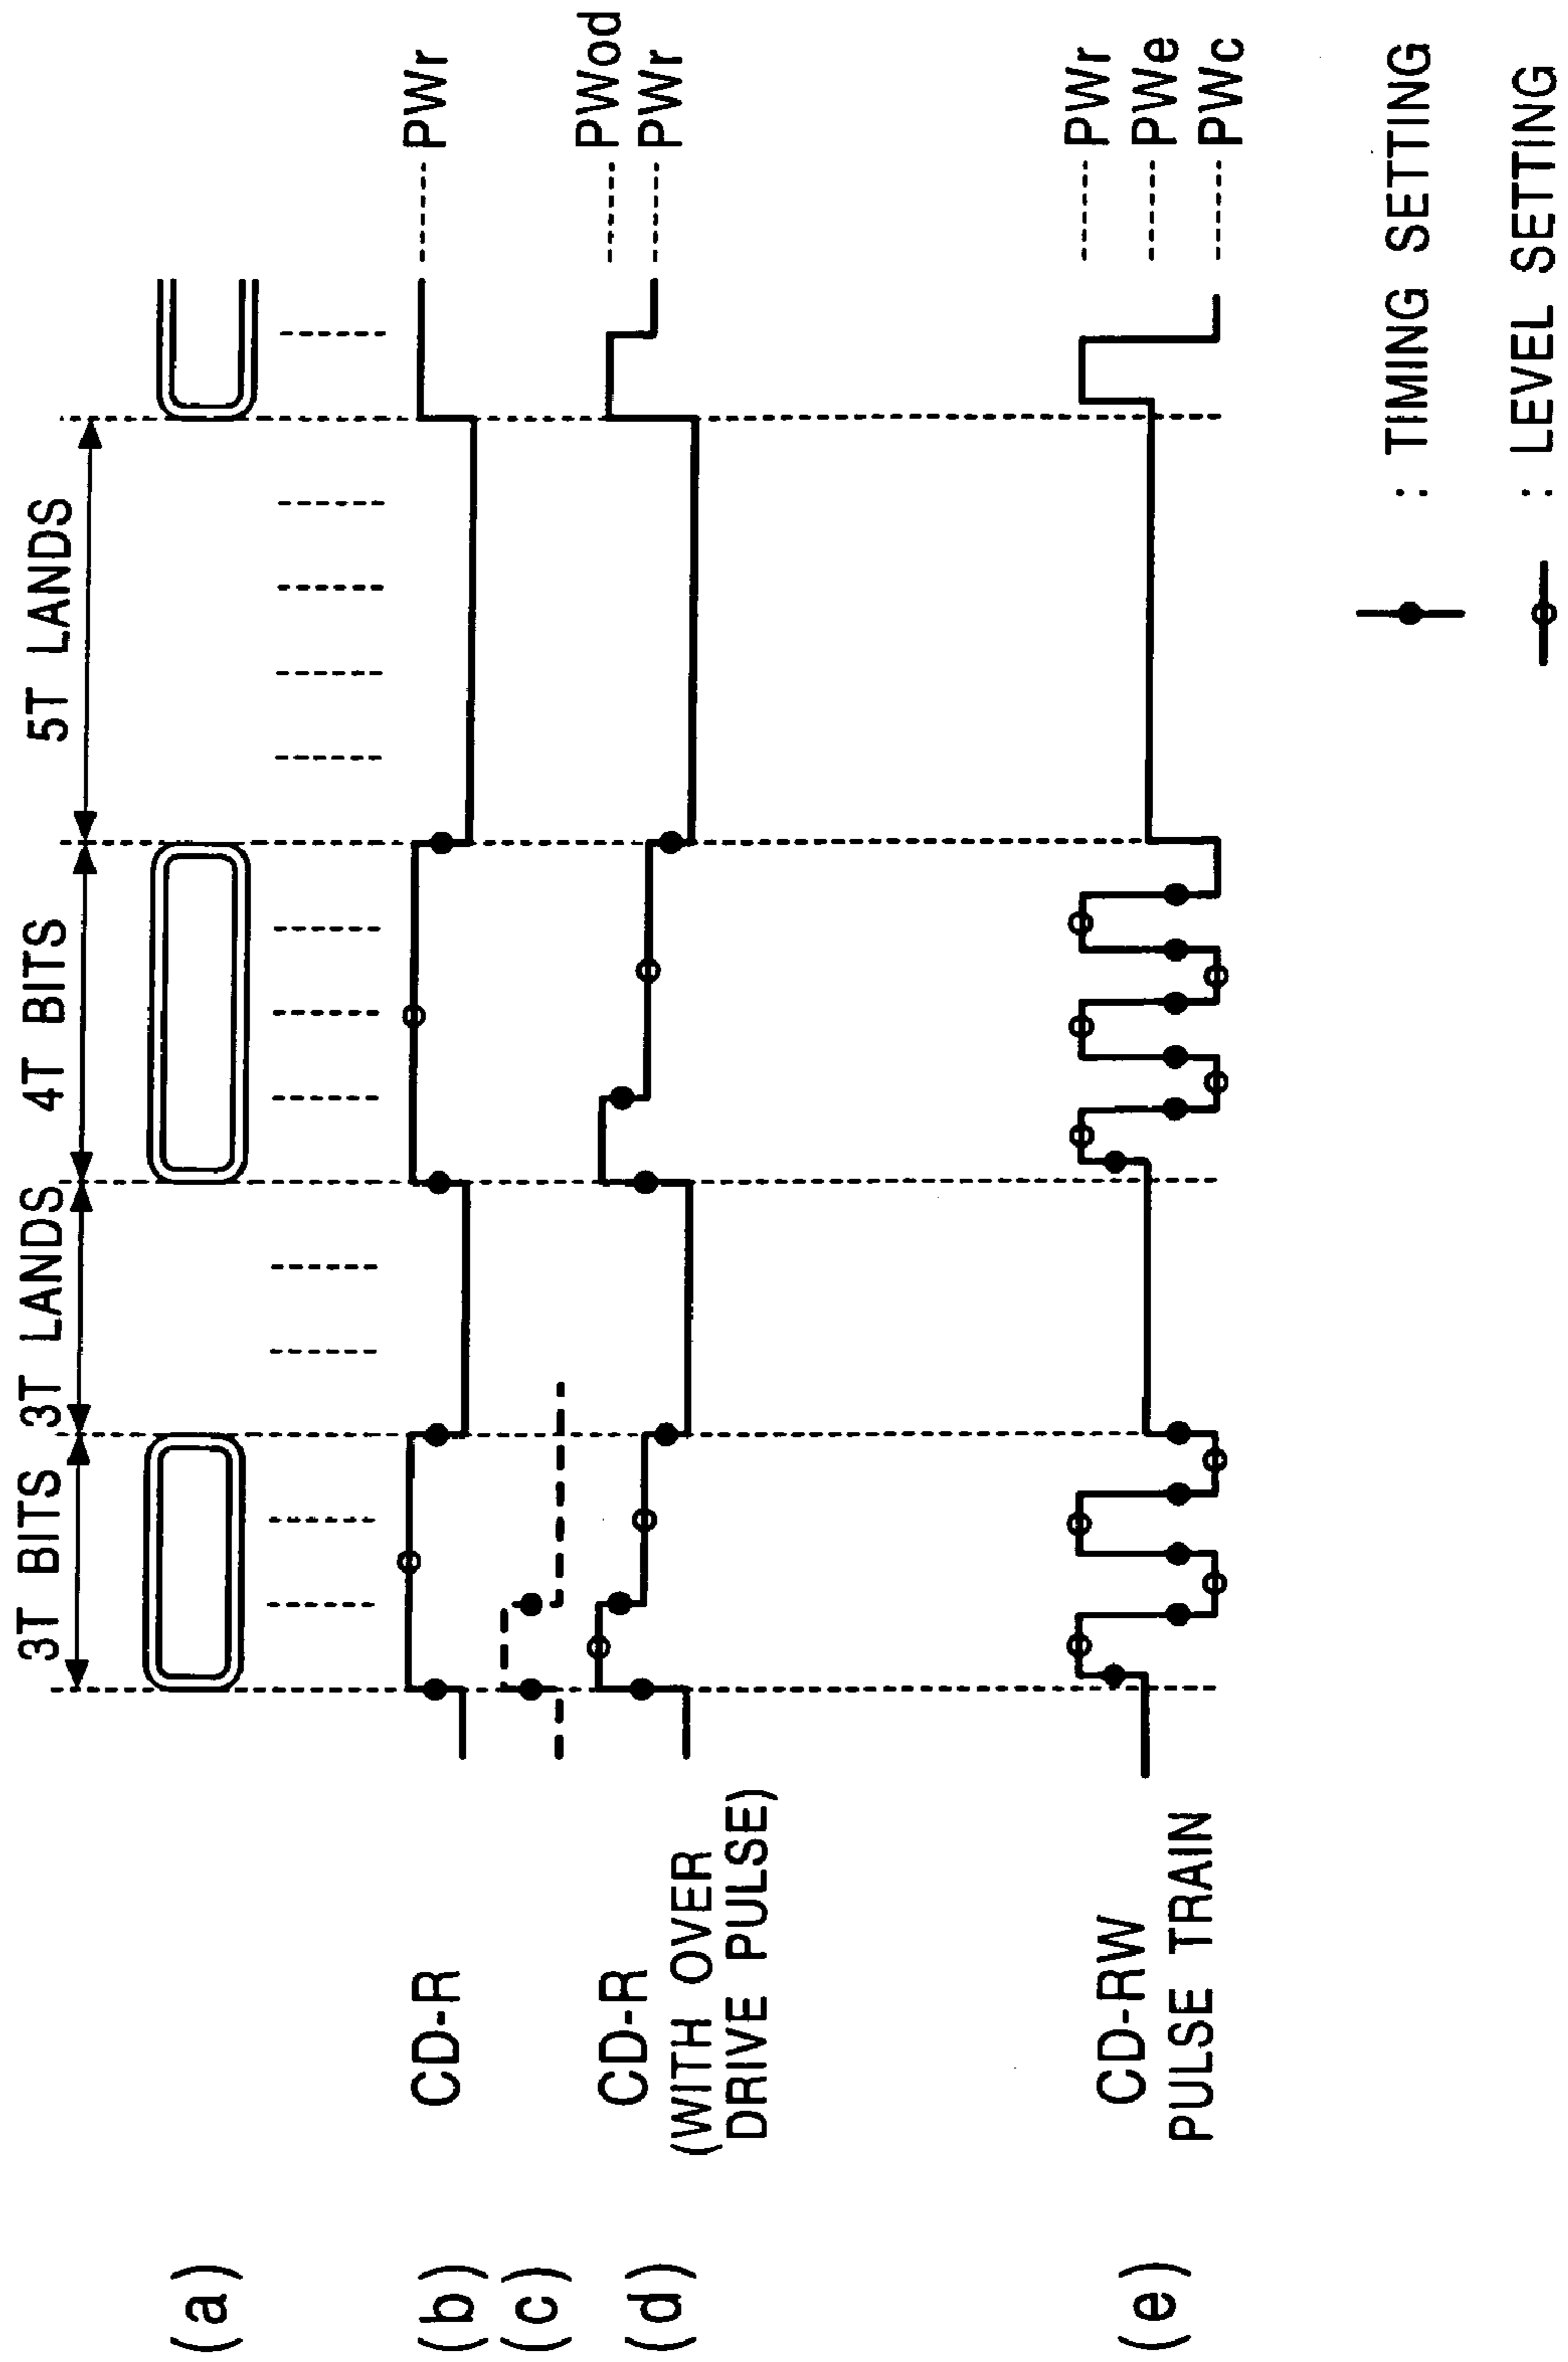 3T BITS 3T LANDS 4T BITS 5T LANDS
(a)
(b) CD-R PWr
(c)
(d) CD-R
(WITH OVER
DRIVE PULSE)
PWod
PWr
(e) CD-RW
PULSE TRAIN
PWr
PWe
PWc
: TIMING SETTING
: LEVEL SETTING